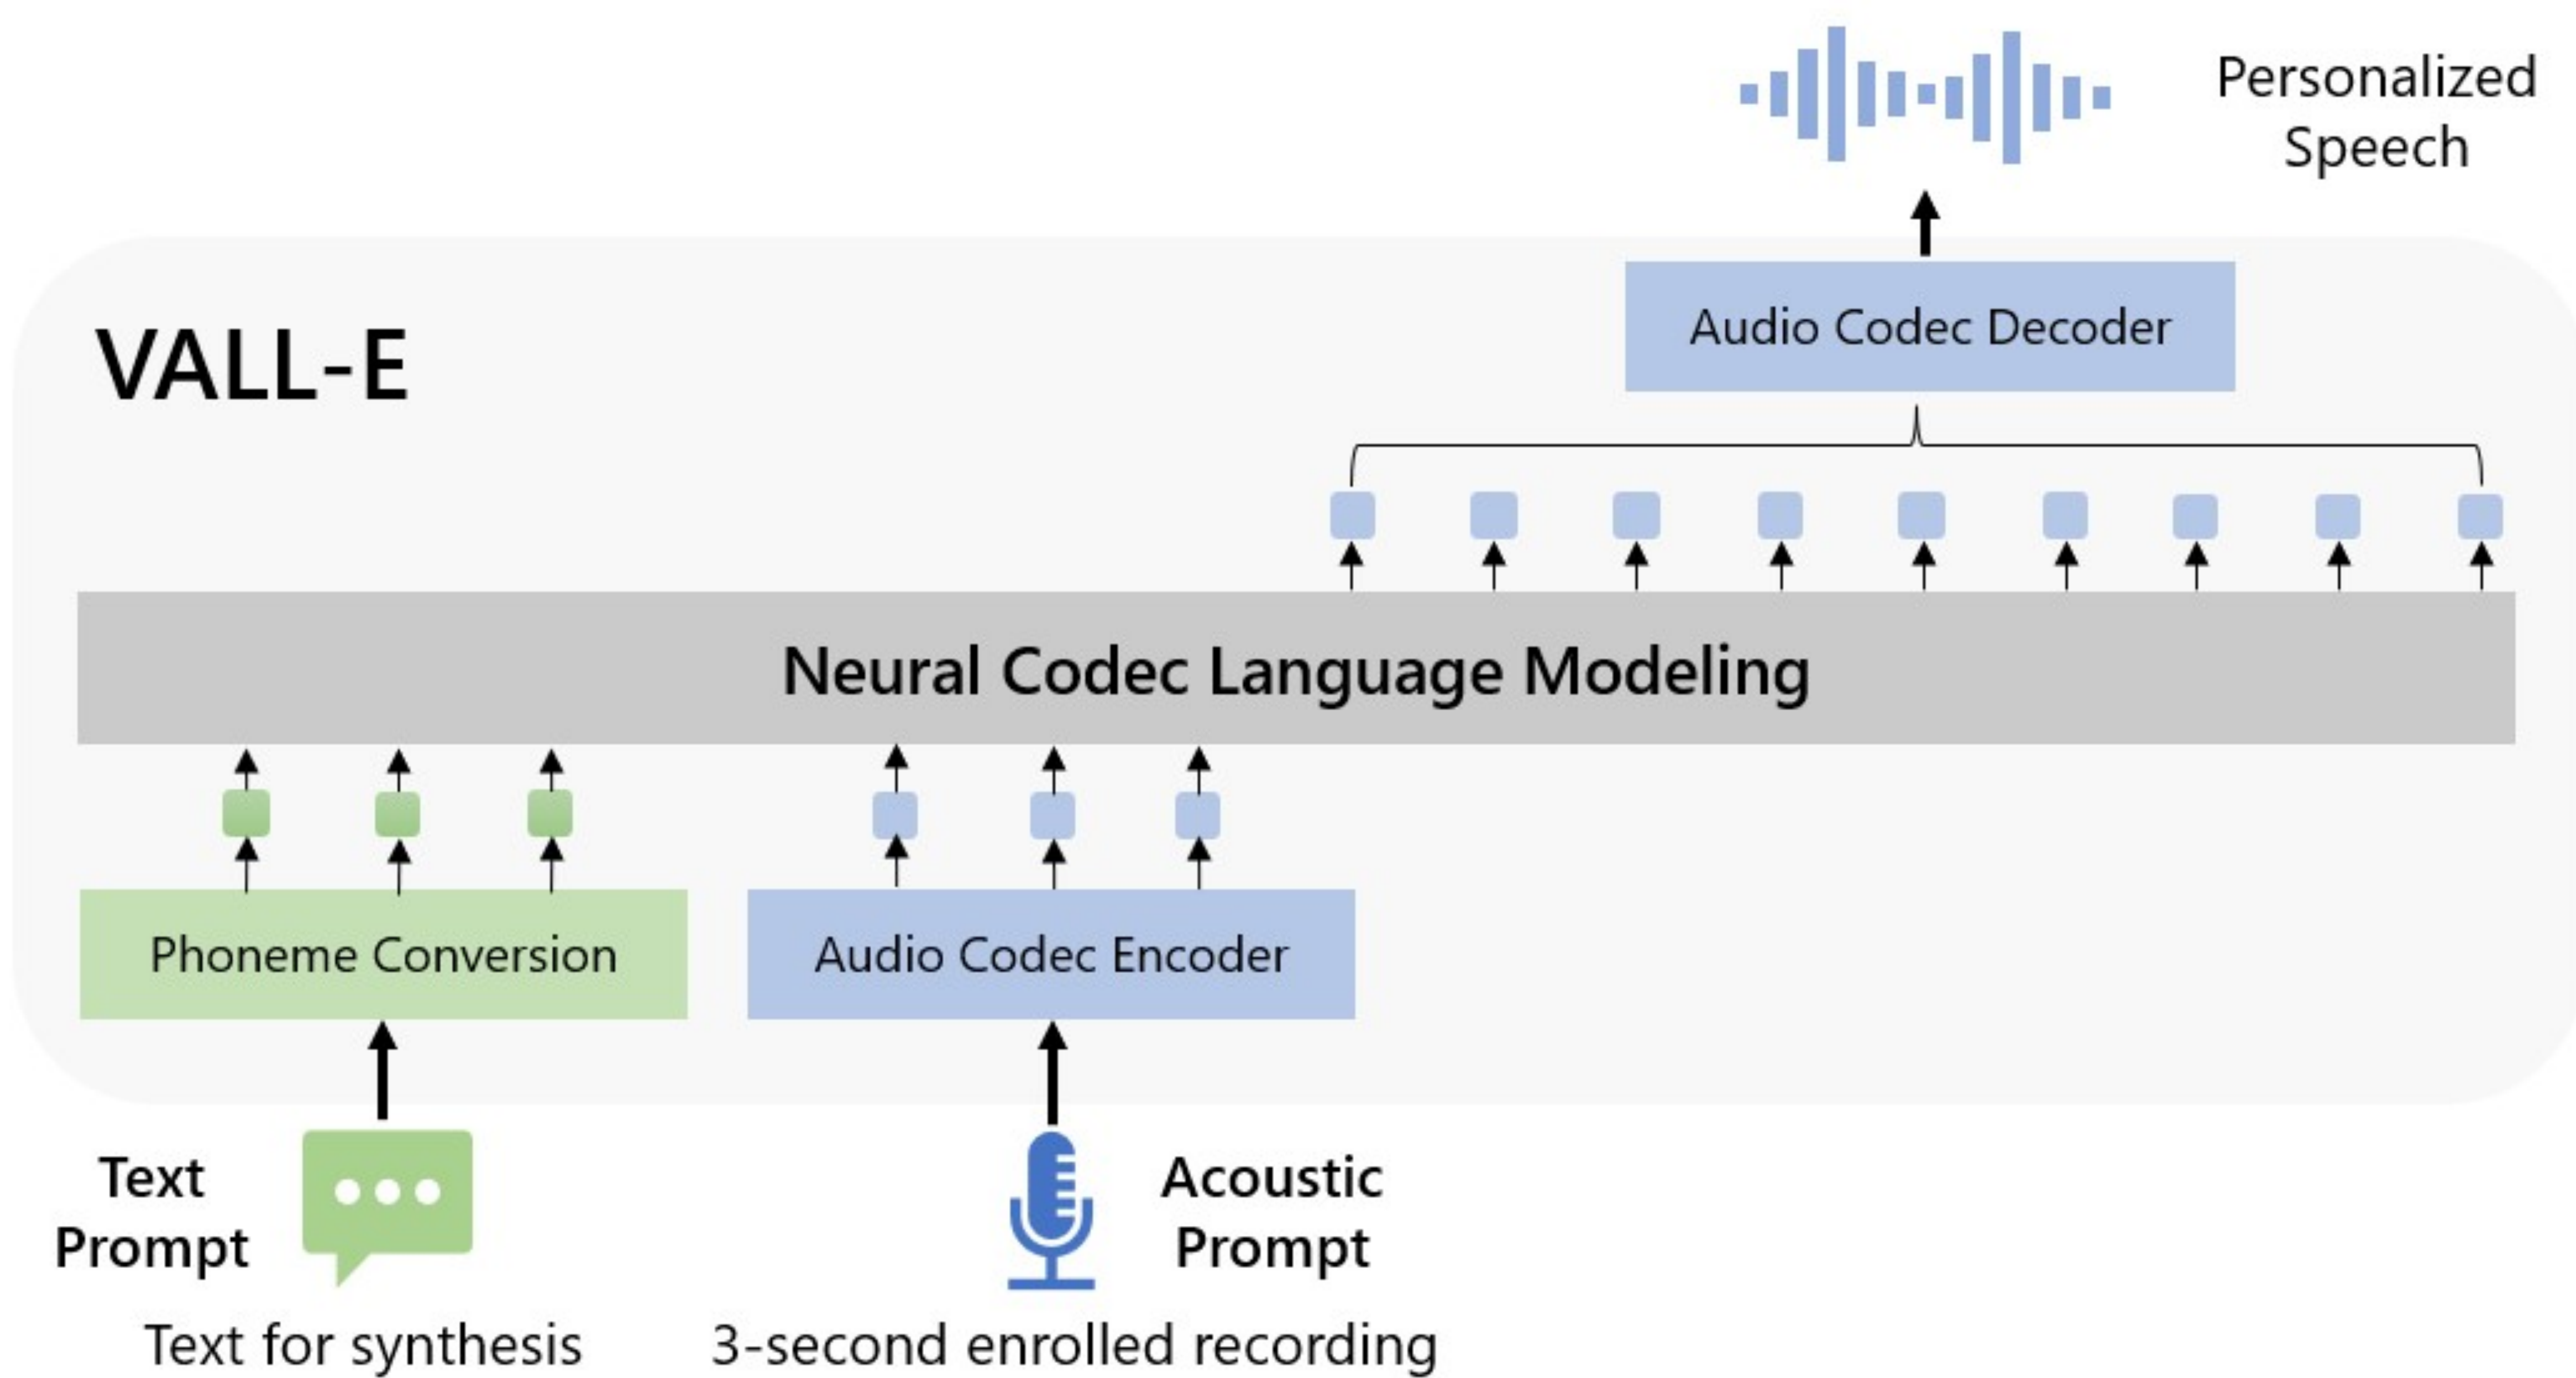 Personalized
Speech
Audio Codec Decoder
VALL-E
Neural Codec Language Modeling
Phoneme Conversion
Audio Codec Encoder
Text
Prompt
Acoustic
Prompt
Text for synthesis
3-second enrolled recording